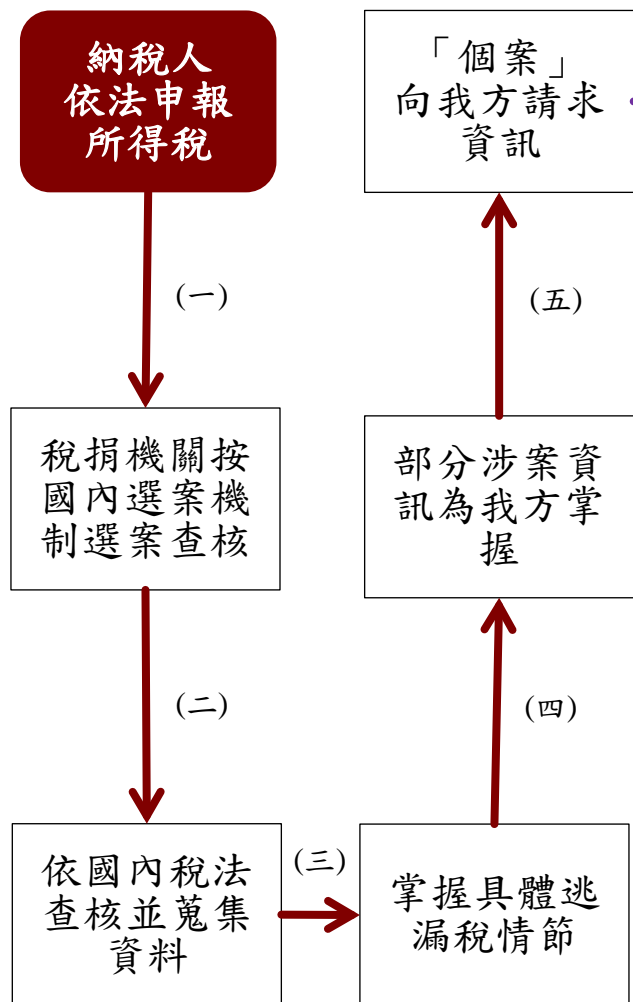 納稅人
依法申報
所得稅
(一)
稅捐機關按
國內選案機
制選案查核
(二)
依國內稅法
查核並蒐集
資料
(三)
掌握具體逃
漏稅情節
(四)
部分涉案資
訊為我方掌
握
(五)
「個案」
向我方請求
資訊